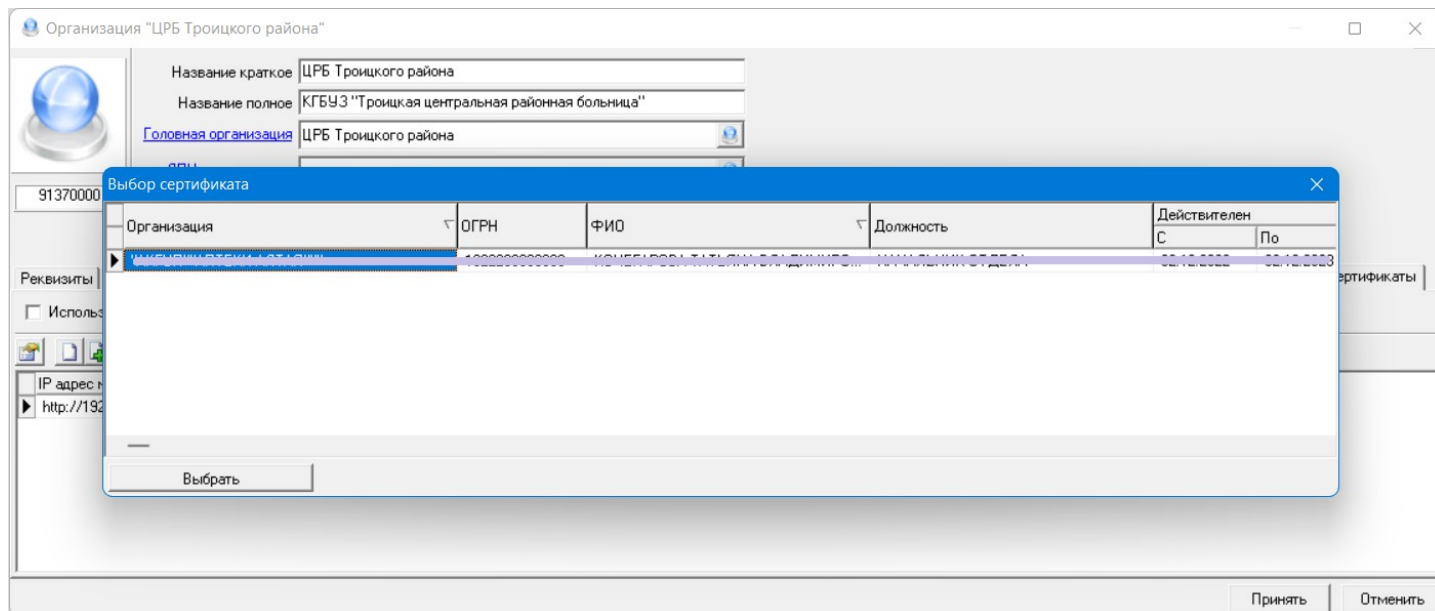 Организация "ЦРБ Троицкого района"
Название краткое ЦРБ Троицкого района
Название полное КГБУЗ "Троицкая центральная районная больница"
Головная организация ЦРБ Троицкого района
91370000
Выбор сертификата
Организация ОГРН ФИО Должность Действителен
С По
Реквизиты
ертификаты
Использ
IP адрес
http://192
Выбрать
Принять Отменить